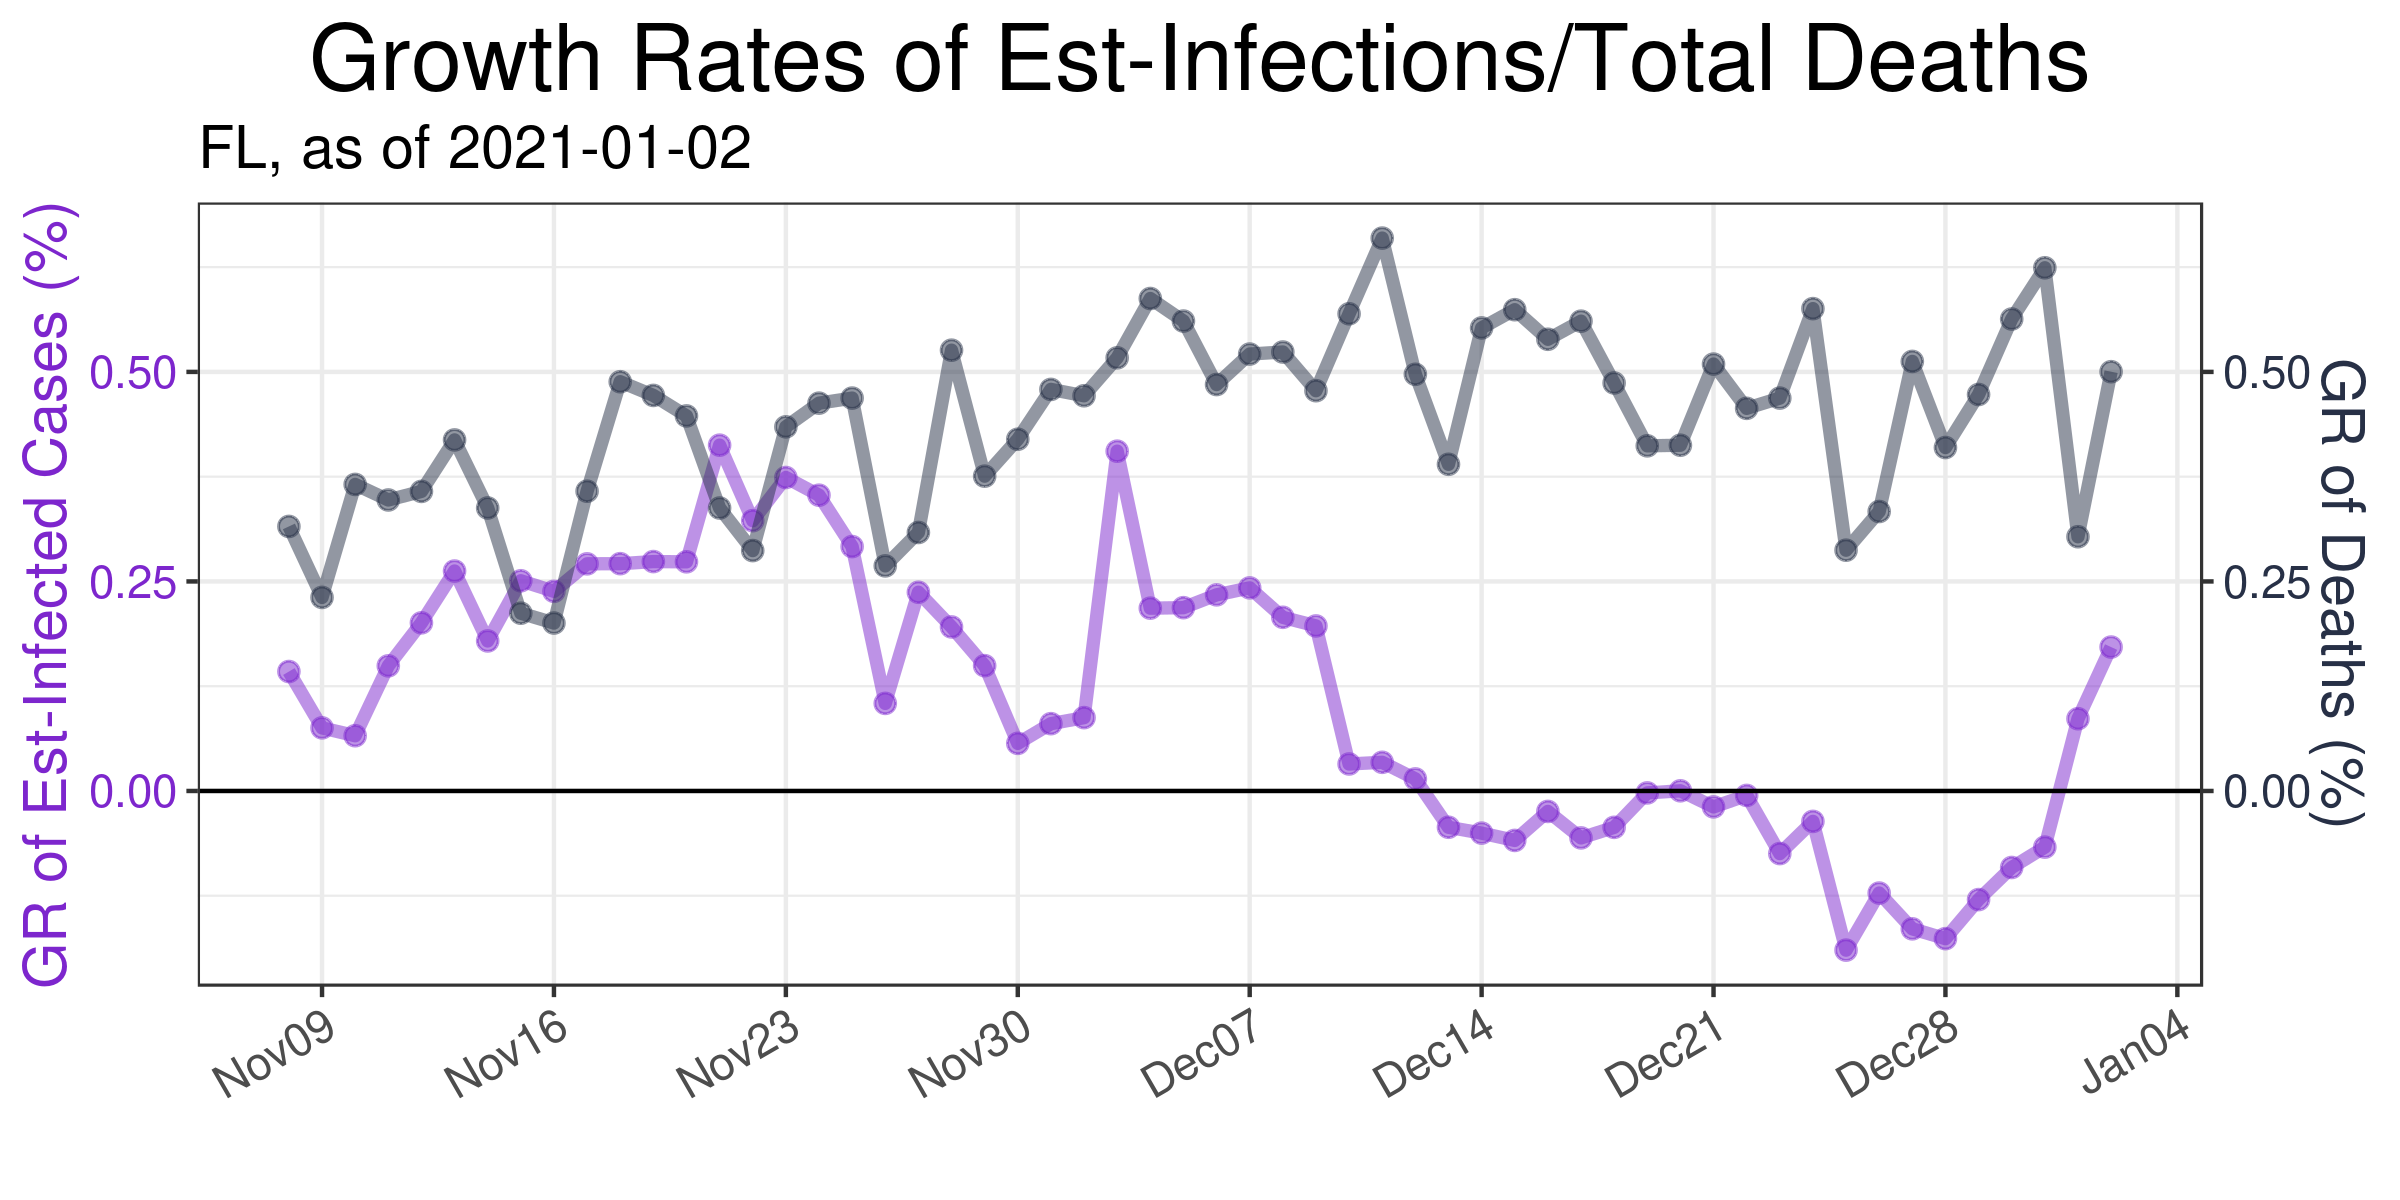 Growth Rates of Est-Infections/Total Deaths
FL, as of 2021-01-02
GR of Est-Infected Cases (%)
0.50
0.25
0.00
0.50
0.25
0.00
GR of Deaths (%)
Nov09
Nov16
Nov23
Nov30
Dec07
Dec14
Dec21
Dec28
Jan04